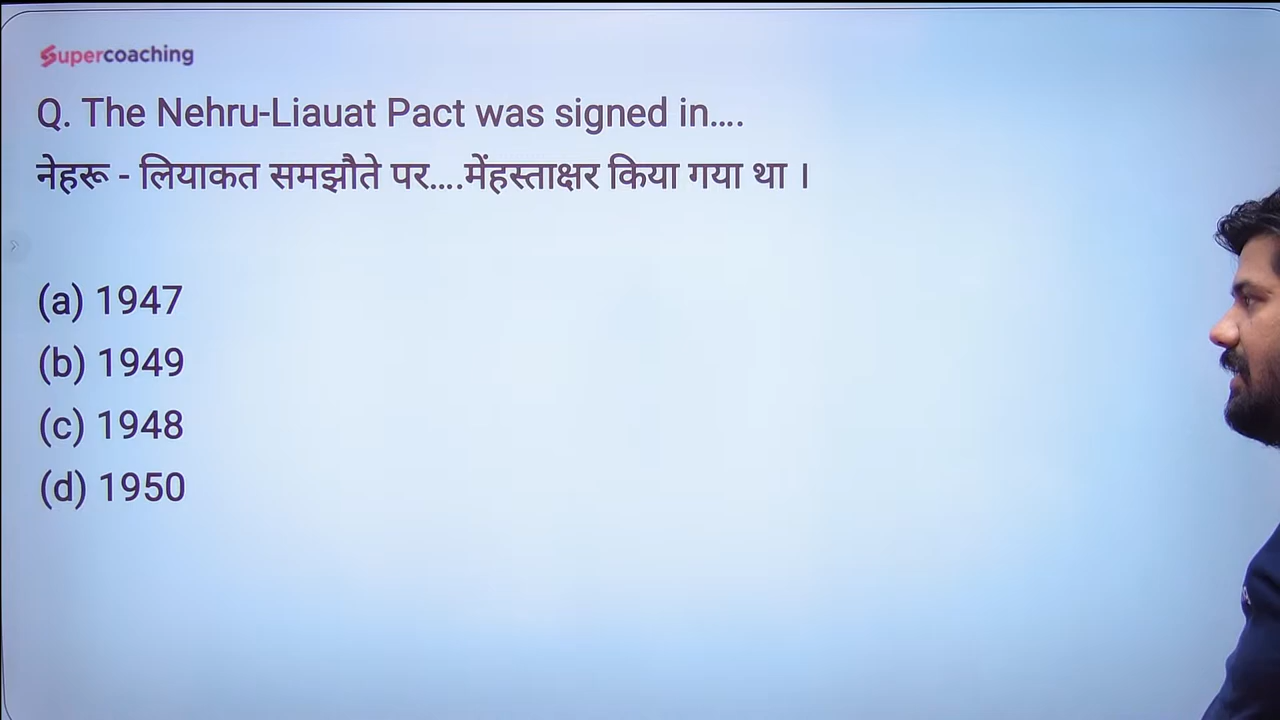 Supercoaching
Q. The Nehru-Liauat Pact was signed in....
नेहरू - लियाकत समझौते पर....मेंहस्ताक्षर किया गया था ।
(a) 1947
(b) 1949
(c) 1948
(d) 1950